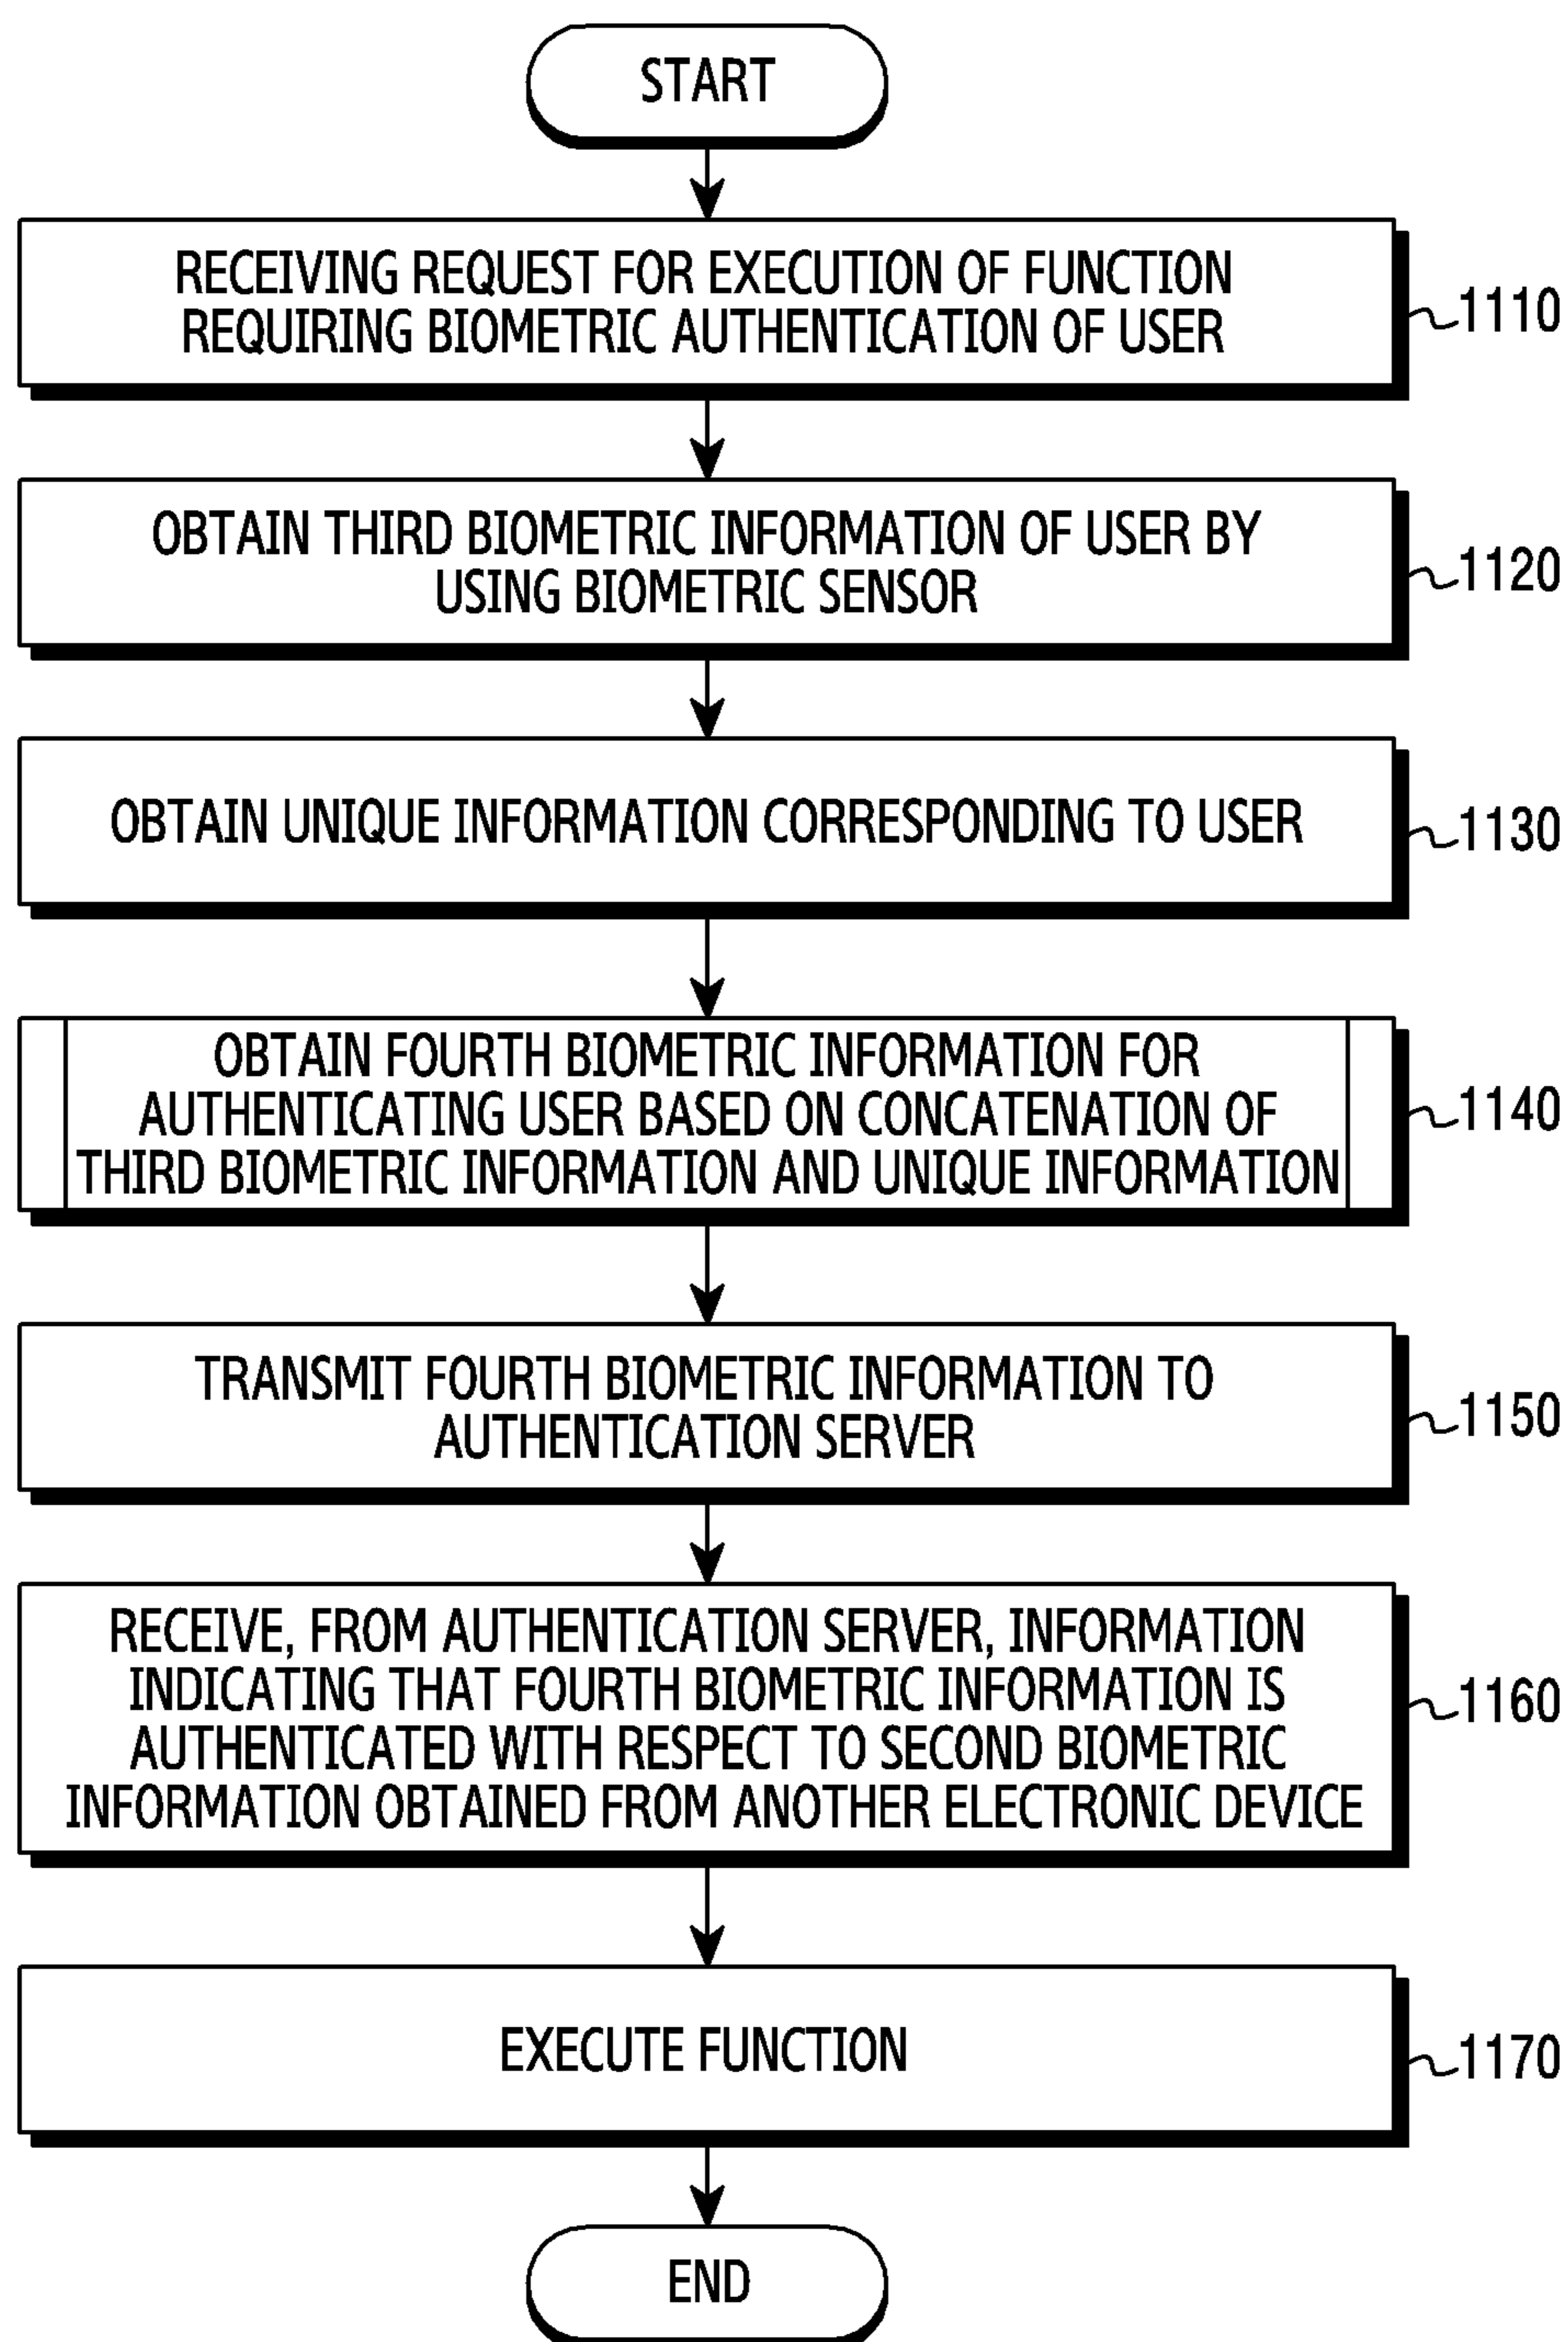 START
RECEIVING REQUEST FOR EXECUTION OF FUNCTION
REQUIRING BIOMETRIC AUTHENTICATION OF USER
1110
OBTAIN THIRD BIOMETRIC INFORMATION OF USER BY
USING BIOMETRIC SENSOR
1120
OBTAIN UNIQUE INFORMATION CORRESPONDING TO USER
1130
OBTAIN FOURTH BIOMETRIC INFORMATION FOR
AUTHENTICATING USER BASED ON CONCATENATION OF
THIRD BIOMETRIC INFORMATION AND UNIQUE INFORMATION
1140
TRANSMIT FOURTH BIOMETRIC INFORMATION TO
AUTHENTICATION SERVER
1150
RECEIVE, FROM AUTHENTICATION SERVER, INFORMATION
INDICATING THAT FOURTH BIOMETRIC INFORMATION IS
AUTHENTICATED WITH RESPECT TO SECOND BIOMETRIC
INFORMATION OBTAINED FROM ANOTHER ELECTRONIC DEVICE
1160
EXECUTE FUNCTION
1170
END